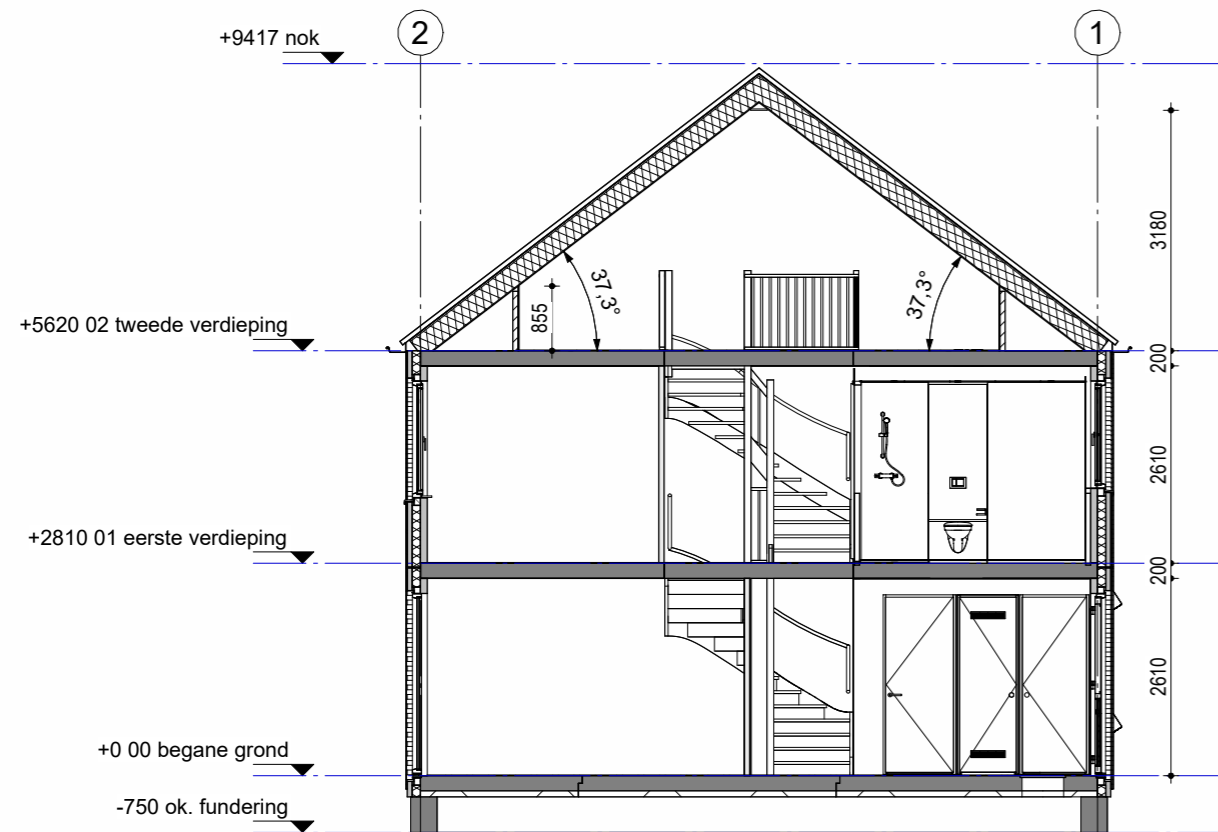 +9417 nok
2
1
3180
37,3°
37,3°
855
+5620 02 tweede verdieping
200
2610
+2810 01 eerste verdieping
200
2610
+0 00 begane grond
-750 ok. fundering